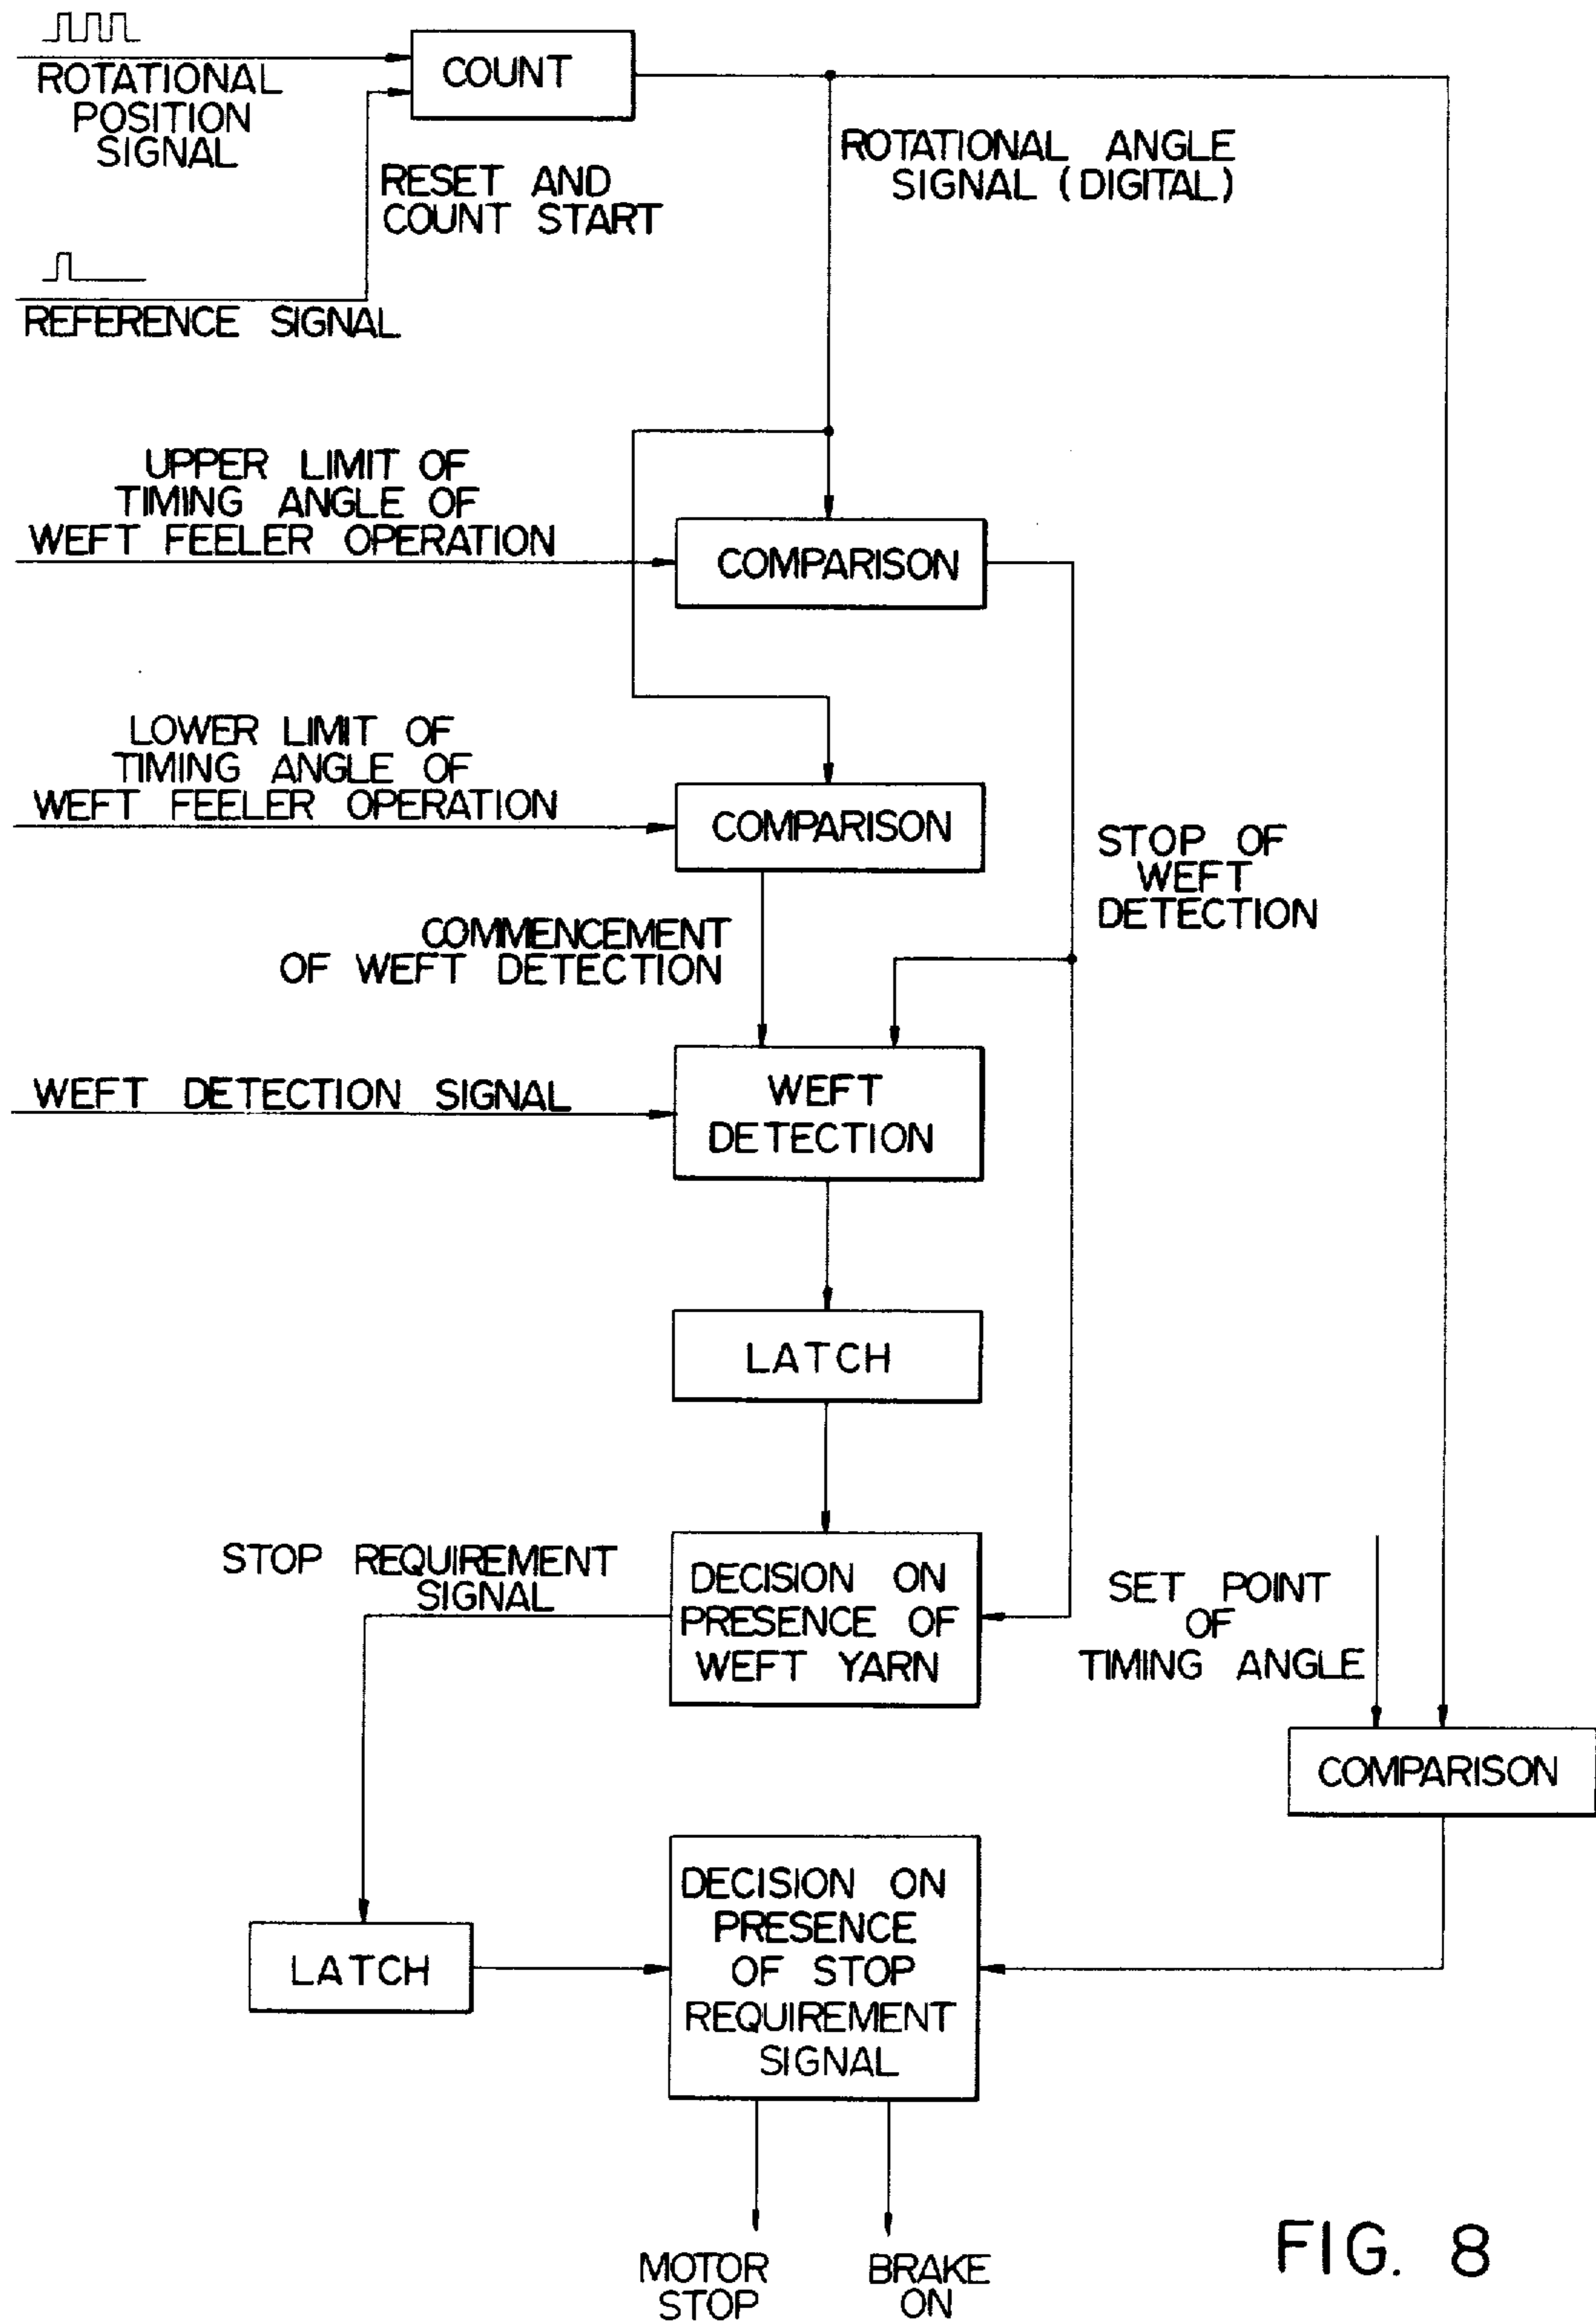 COUNT
ROTATIONAL
POSITION
SIGNAL
ROTATIONAL ANGLE
SIGNAL (DIGITAL)
RESET AND
COUNT START
REFERENCE SIGNAL
UPPER LIMIT OF
TIMING ANGLE OF
WEFT FEELER OPERATION
COMPARISON
LOWER LIMIT OF
TIMING ANGLE OF
WEFT FEELER OPERATION
COMPARISON
STOP OF
WEFT
DETECTION
COMMENCEMENT
OF WEFT DETECTION
WEFT DETECTION SIGNAL
WEFT
DETECTION
LATCH
STOP REQUIREMENT
SIGNAL
DECISION ON
PRESENCE OF
WEFT YARN
SET POINT
OF
TIMING ANGLE
COMPARISON
DECISION ON
PRESENCE
OF STOP
REQUIREMENT
SIGNAL
LATCH
MOTOR
STOP
BRAKE
ON
FIG. 8